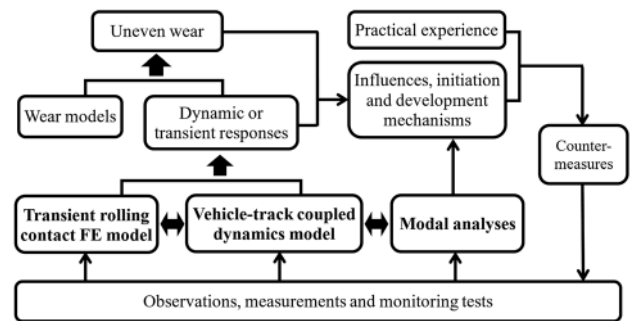 Uneven wear
Practical experience
Wear models
Dynamic or
transient responses
Influences, initiation
and development
mechanisms
Counter-
measures
Transient rolling
contact FE model
Vehicle-track coupled
dynamics model
Modal analyses
Observations, measurements and monitoring tests